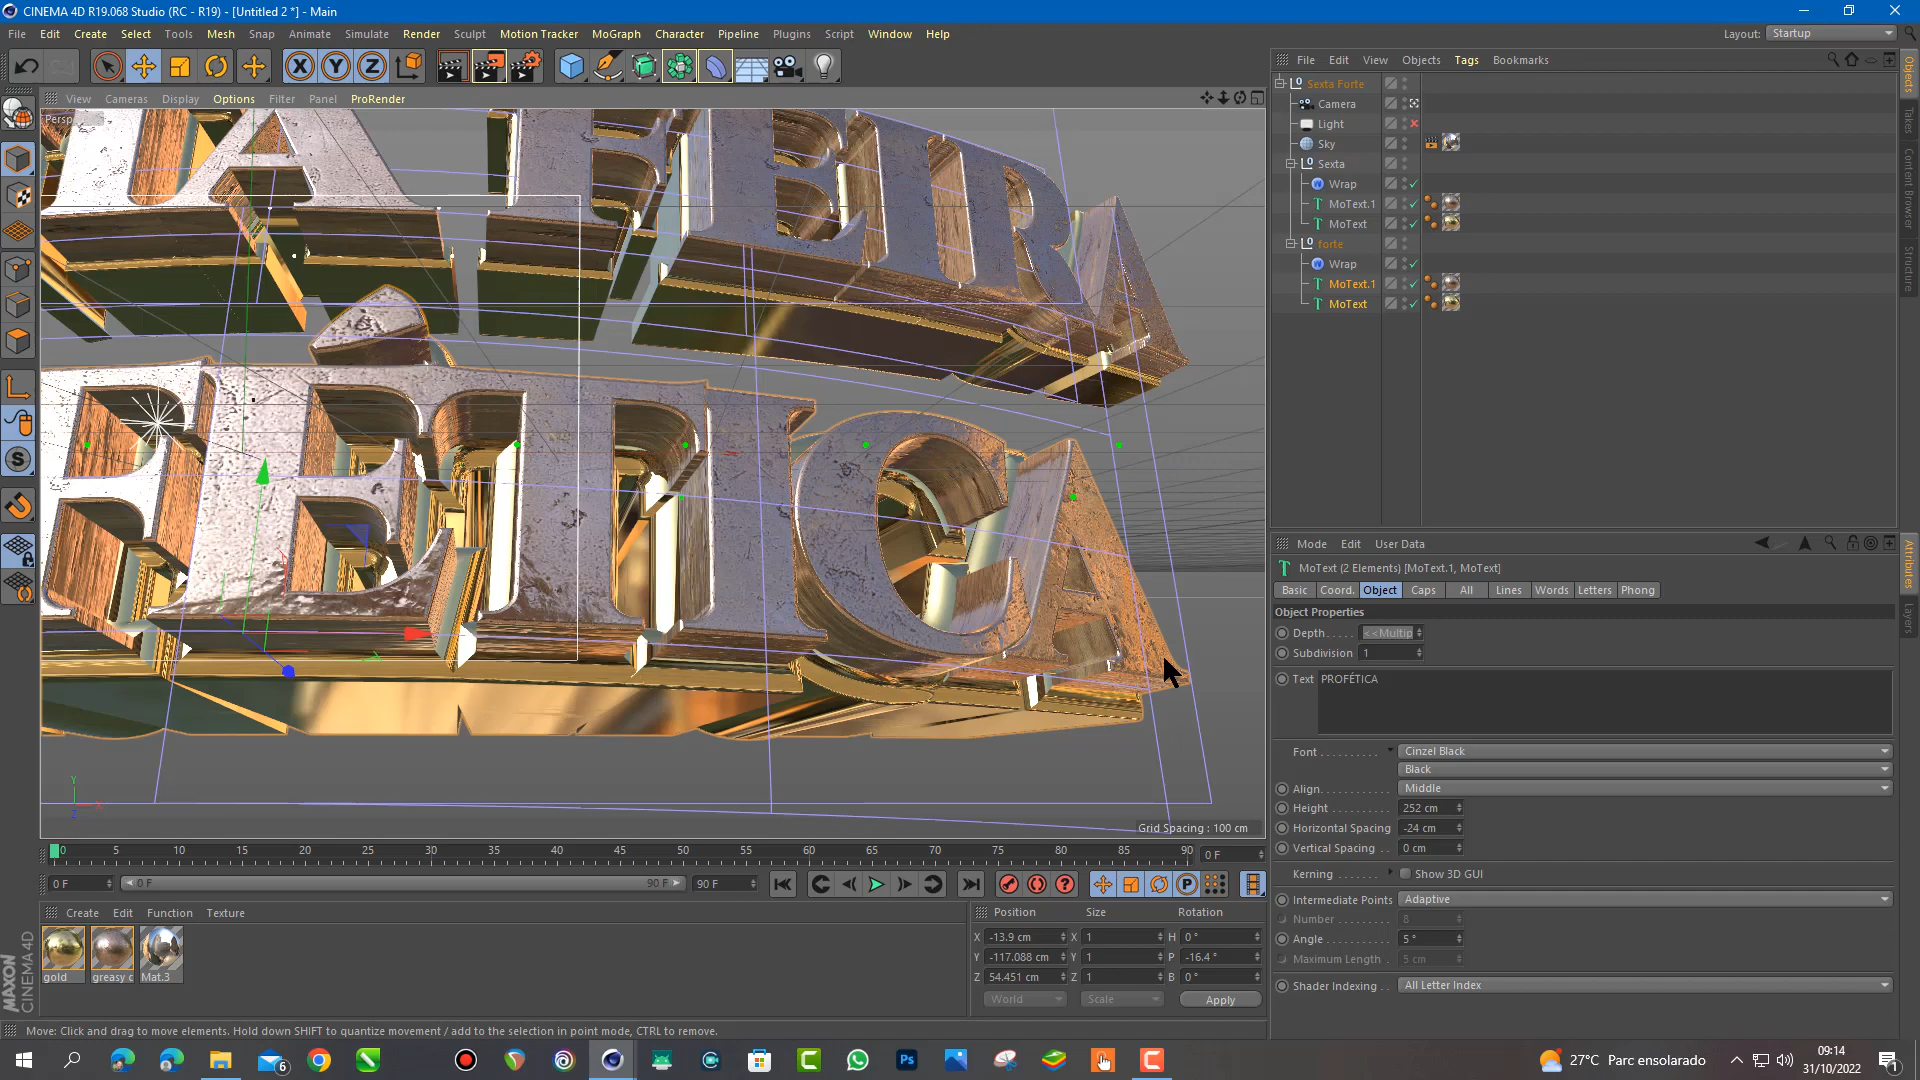 CINEMA 4D R19.068 Studio (RC - R19) - [Untitled 2 *] - Main
File Edit Create Select Tools Mesh Snap Animate Simulate Render Sculpt Motion Tracker MoGraph Character Pipeline Plugins Script Window Help
Layout: Startup
View Cameras Display Options Filter Panel ProRender
File Edit View Objects Tags Bookmarks
Sexta Forte
Camera
Light
Sky
Sexta
Wrap
MoText.1
MoText
forte
Wrap
MoText.1
MoText
Objects
Takes
Content Browser
Structure
Grid Spacing : 100 cm
Mode Edit User Data
MoText (2 Elements) [MoText.1, MoText]
Basic Coord. Object Caps All Lines Words Letters Phong
Object Properties
Depth <<Multip
Subdivision 1
Text PROFÉTICA
Font Cinzel Black
Black
Align Middle
Height 252 cm
Horizontal Spacing -24 cm
Vertical Spacing 0 cm
Kerning Show 3D GUI
Intermediate Points Adaptive
Number 8
Angle 5 °
Maximum Length 5 cm
Shader Indexing All Letter Index
Attributes
Layers
0 5 10 15 20 25 30 35 40 45 50 55 60 65 70 75 80 85 90
0 F
0 F 0 F 90 F 90 F
Create Edit Function Texture
gold greasy c Mat.3
Position Size Rotation
X -13.9 cm X 1 H 0 °
Y -117.088 cm Y 1 P -16.4 °
Z 54.451 cm Z 1 B 0 °
World Scale Apply
MAXON CINEMA 4D
Move: Click and drag to move elements. Hold down SHIFT to quantize movement / add to the selection in point mode, CTRL to remove.
27°C Parc ensolarado
09:14
31/10/2022